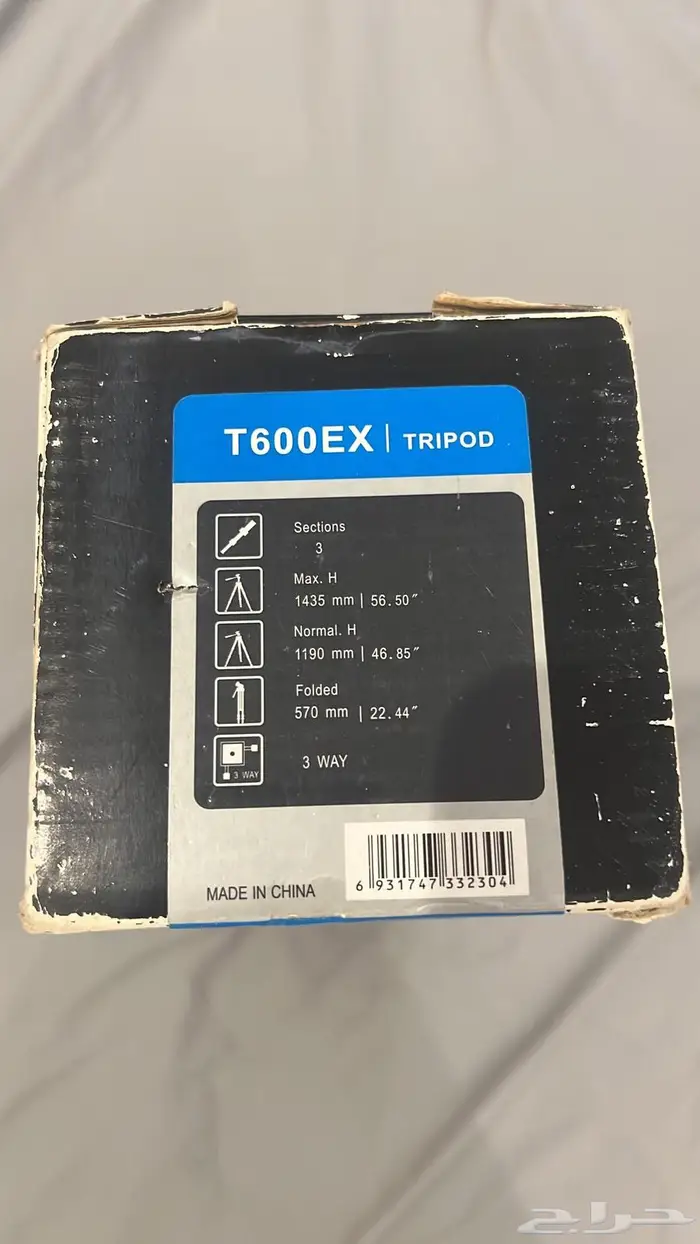 T600EX | TRIPOD
Sections
3
Max. H
1435 mm | 56.50″
Normal. H
1190 mm | 46.85″
Folded
570 mm | 22.44″
3 WAY
3 WAY
MADE IN CHINA
6 931747 332304
حراج